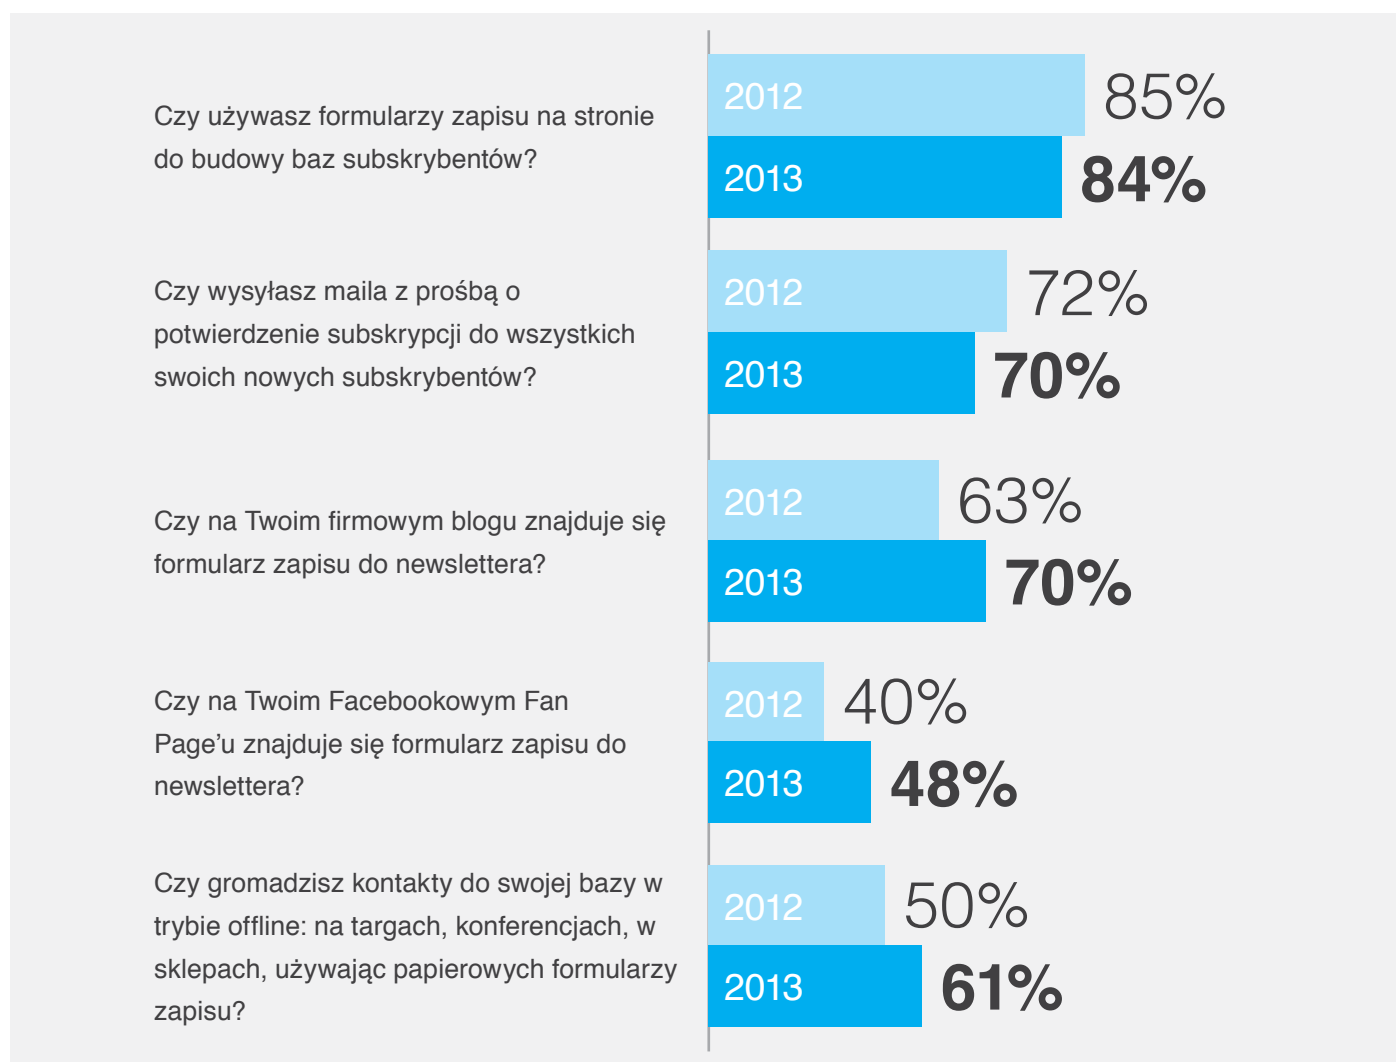 Czy używasz formularzy zapisu na stronie
do budowy baz subskrybentów?
2012
85%
2013
84%
Czy wysyłasz maila z prośbą o
potwierdzenie subskrypcji do wszystkich
swoich nowych subskrybentów?
2012
72%
2013
70%
Czy na Twoim firmowym blogu znajduje się
formularz zapisu do newslettera?
2012
63%
2013
70%
Czy na Twoim Facebookowym Fan
Page’u znajduje się formularz zapisu do
newslettera?
2012
40%
2013
48%
Czy gromadzisz kontakty do swojej bazy w
trybie offline: na targach, konferencjach, w
sklepach, używając papierowych formularzy
zapisu?
2012
50%
2013
61%